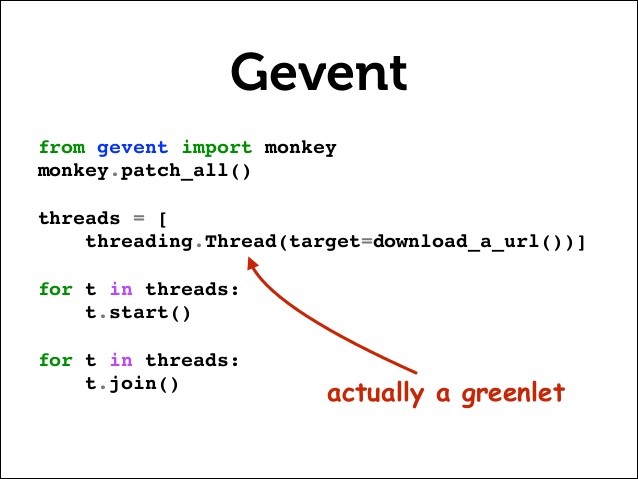 Gevent
from gevent import monkey
monkey.patch_all()
threads = [
    threading.Thread(target=download_a_url())]
for t in threads:
    t.start()
for t in threads:
    t.join()
actually a greenlet